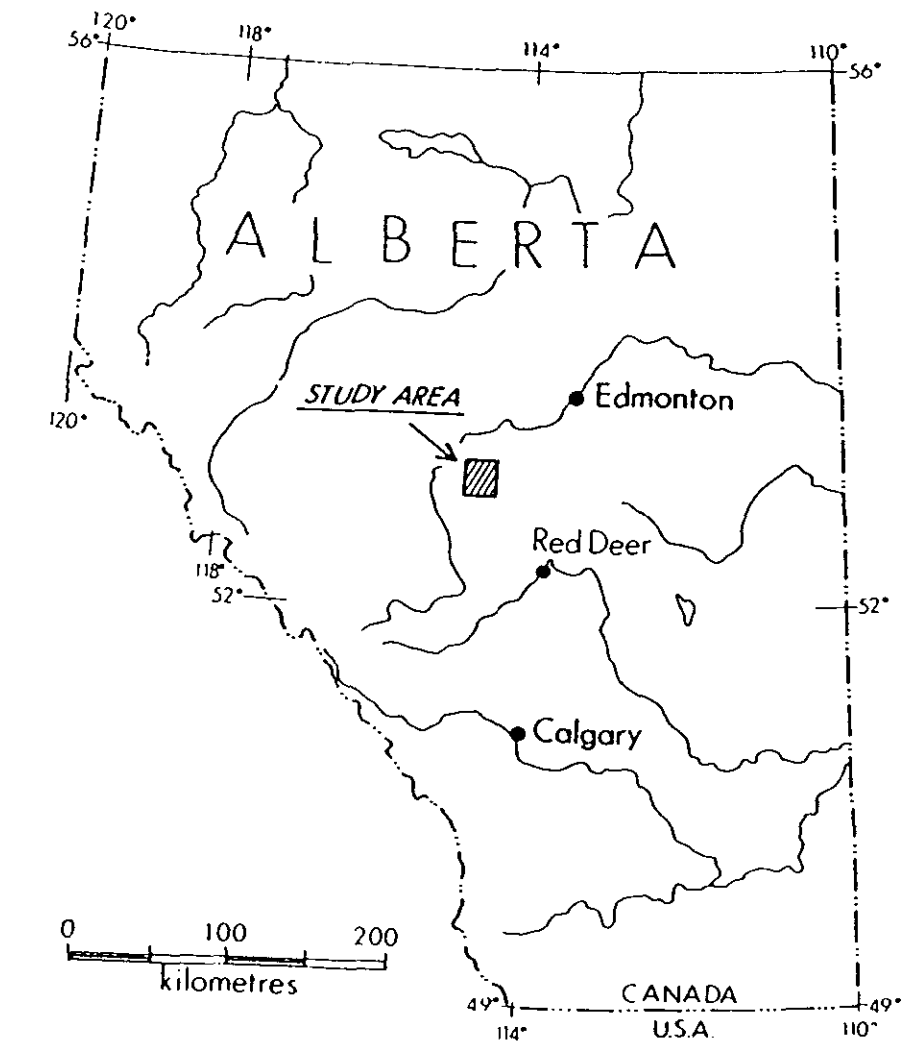 120°
56°
118°
114°
110°
56°
ALBERTA
STUDY AREA
Edmonton
120°
Red Deer
118°
52°
52°
Calgary
0 100 200
kilometres
49°
CANADA
49°
114°
U.S.A.
110°